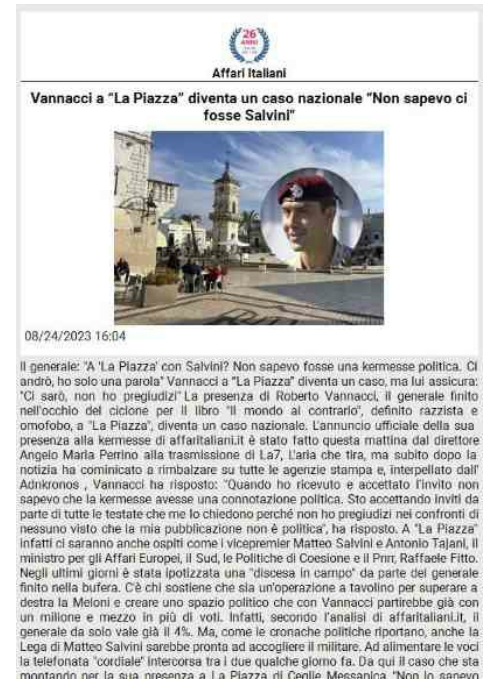 26
ANNI
Affari Italiani
Vannacci a "La Piazza" diventa un caso nazionale "Non sapevo ci
fosse Salvini"
08/24/2023 16:04
Il generale: "A 'La Piazza' con Salvini? Non sapevo fosse una kermesse politica. Ci
andrò, ho solo una parola" Vannacci a "La Piazza" diventa un caso, ma lui assicura:
"Ci sarò, non ho pregiudizi" La presenza di Roberto Vannacci, il generale finito
nell'occhio del ciclone per il libro "Il mondo al contrario", definito razzista e
omofobo, a "La Piazza", diventa un caso nazionale. L'annuncio ufficiale della sua
presenza alla kermesse di affaritaliani.it è stato fatto questa mattina dal direttore
Angelo Maria Perrino alla trasmissione di La7, L'aria che tira, ma subito dopo la
notizia ha cominicato a rimbalzare su tutte le agenzie stampa e, interpellato dall'
Adnkronos , Vannacci ha risposto: "Quando ho ricevuto e accettato l'invito non
sapevo che la kermesse avesse una connotazione politica. Sto accettando inviti da
parte di tutte le testate che me lo chiedono perché non ho pregiudizi nei confronti di
nessuno visto che la mia pubblicazione non è politica", ha risposto. A "La Piazza"
infatti ci saranno anche ospiti come i vicepremier Matteo Salvini e Antonio Tajani, il
ministro per gli Affari Europei, il Sud, le Politiche di Coesione e il Pnrr, Raffaele Fitto.
Negli ultimi giorni è stata ipotizzata una "discesa in campo" da parte del generale
finito nella bufera. C'è chi sostiene che sia un'operazione a tavolino per superare a
destra la Meloni e creare uno spazio politico che con Vannacci partirebbe già con
un milione e mezzo in più di voti. Infatti, secondo l'analisi di affaritaliani.it, il
generale da solo vale già il 4%. Ma, come le cronache politiche riportano, anche la
Lega di Matteo Salvini sarebbe pronta ad accogliere il militare. Ad alimentare le voci
la telefonata "cordiale" intercorsa tra i due qualche giorno fa. Da qui il caso che sta
montando per la sua presenza a La Piazza di Ceglie Messapica "Non lo sapevo